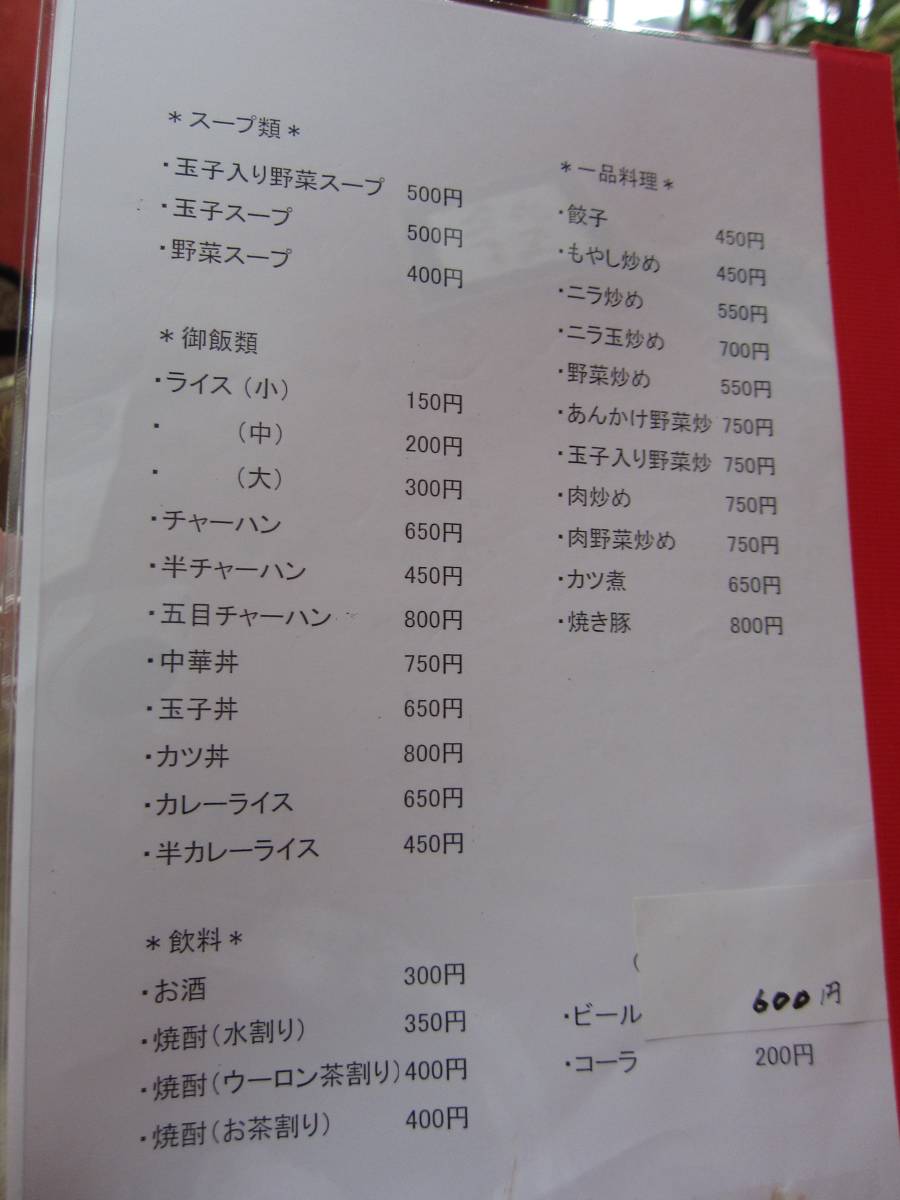 ＊スープ類＊
・玉子入り野菜スープ 500円
・玉子スープ 500円
・野菜スープ 400円
＊御飯類
・ライス（小） 150円
・ （中） 200円
・ （大） 300円
・チャーハン 650円
・半チャーハン 450円
・五目チャーハン 800円
・中華丼 750円
・玉子丼 650円
・カツ丼 800円
・カレーライス 650円
・半カレーライス 450円
＊飲料＊
・お酒 300円
・焼酎（水割り） 350円
・焼酎（ウーロン茶割り） 400円
・焼酎（お茶割り） 400円
＊一品料理＊
・餃子 450円
・もやし炒め 450円
・ニラ炒め 550円
・ニラ玉炒め 700円
・野菜炒め 550円
・あんかけ野菜炒 750円
・玉子入り野菜炒 750円
・肉炒め 750円
・肉野菜炒め 750円
・カツ煮 650円
・焼き豚 800円
（
・ビール 600円
・コーラ 200円